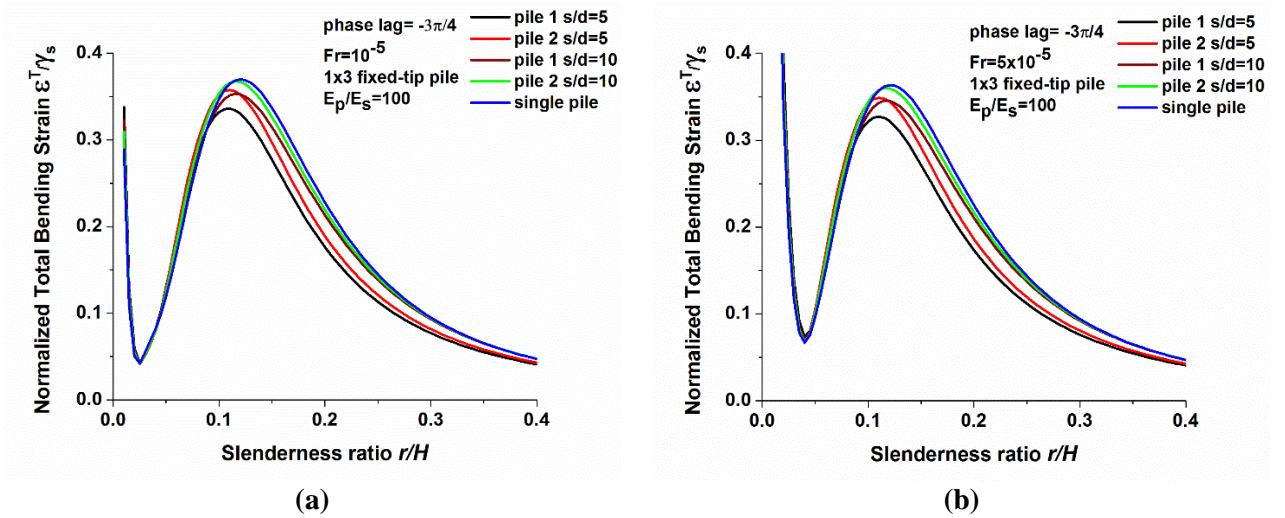 phase lag= -3π/4
Fr=10⁻⁵
1x3 fixed-tip pile
Eₚ/Eₛ=100
pile 1 s/d=5
pile 2 s/d=5
pile 1 s/d=10
pile 2 s/d=10
single pile
Normalized Total Bending Strain εᵀ/γₛ
0.4
0.3
0.2
0.1
0.0
0.0 0.1 0.2 0.3 0.4
Slenderness ratio r/H
(a)
phase lag= -3π/4
Fr=5x10⁻⁵
1x3 fixed-tip pile
Eₚ/Eₛ=100
pile 1 s/d=5
pile 2 s/d=5
pile 1 s/d=10
pile 2 s/d=10
single pile
Normalized Total Bending Strain εᵀ/γₛ
0.4
0.3
0.2
0.1
0.0
0.0 0.1 0.2 0.3 0.4
Slenderness ratio r/H
(b)